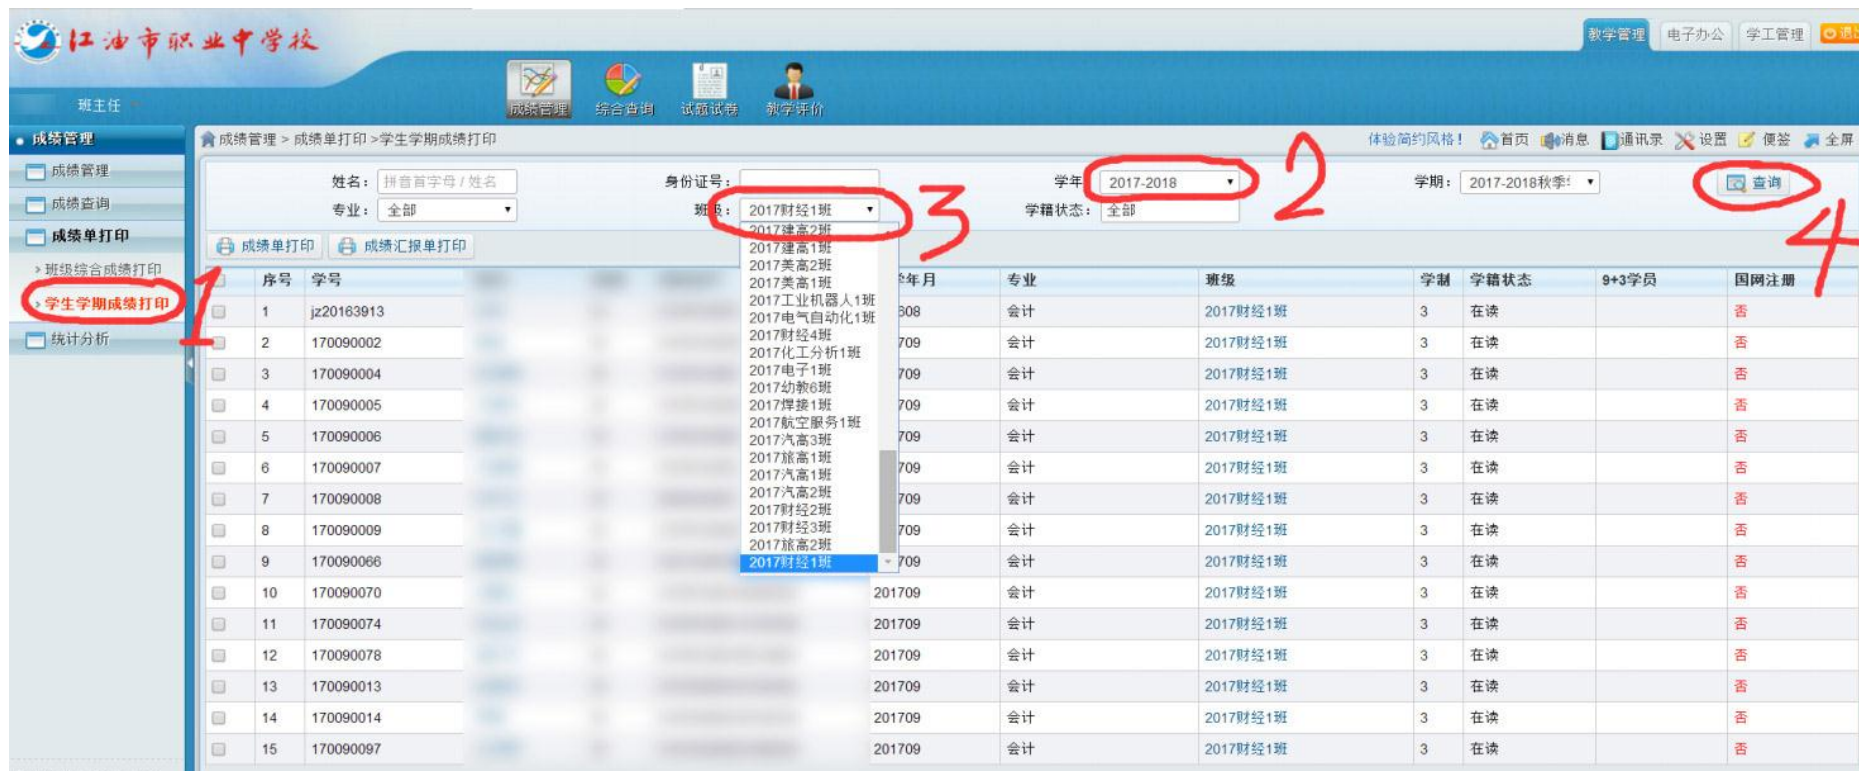 江油市职业中学校
教学管理 电子办公 学工管理
班主任
成绩管理 综合查询 试题试卷 教学评价
成绩管理
成绩管理 > 成绩单打印 >学生学期成绩打印
体验简约风格! 首页 消息 通讯录 设置 便签 全屏
成绩管理
成绩查询
成绩单打印
班级综合成绩打印
学生学期成绩打印
统计分析
1
2
3
4
姓名: 拼音首字母 / 姓名 身份证号: 学年 2017-2018 学期: 2017-2018秋季 查询
专业: 全部 班级: 2017财经1班 学籍状态: 全部
成绩单打印 成绩汇报单打印
2017建高2班
2017建高1班
2017美高2班
2017美高1班
2017工业机器人1班
2017电气自动化1班
2017财经4班
2017化工分析1班
2017电子1班
2017幼教6班
2017焊接1班
2017航空服务1班
2017汽高3班
2017旅高1班
2017汽高1班
2017汽高2班
2017财经2班
2017财经3班
2017旅高2班
2017财经1班
序号 学号 年月 专业 班级 学制 学籍状态 9+3学员 国网注册
1 jz20163913 608 会计 2017财经1班 3 在读 否
2 170090002 709 会计 2017财经1班 3 在读 否
3 170090004 709 会计 2017财经1班 3 在读 否
4 170090005 709 会计 2017财经1班 3 在读 否
5 170090006 709 会计 2017财经1班 3 在读 否
6 170090007 709 会计 2017财经1班 3 在读 否
7 170090008 709 会计 2017财经1班 3 在读 否
8 170090009 709 会计 2017财经1班 3 在读 否
9 170090066 709 会计 2017财经1班 3 在读 否
10 170090070 201709 会计 2017财经1班 3 在读 否
11 170090074 201709 会计 2017财经1班 3 在读 否
12 170090078 201709 会计 2017财经1班 3 在读 否
13 170090013 201709 会计 2017财经1班 3 在读 否
14 170090014 201709 会计 2017财经1班 3 在读 否
15 170090097 201709 会计 2017财经1班 3 在读 否